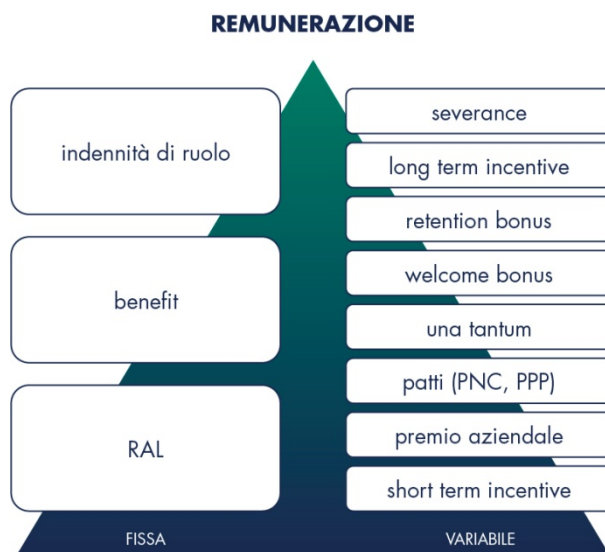 REMUNERAZIONE
indennità di ruolo
benefit
RAL
FISSA
severance
long term incentive
retention bonus
welcome bonus
una tantum
patti (PNC, PPP)
premio aziendale
short term incentive
VARIABILE